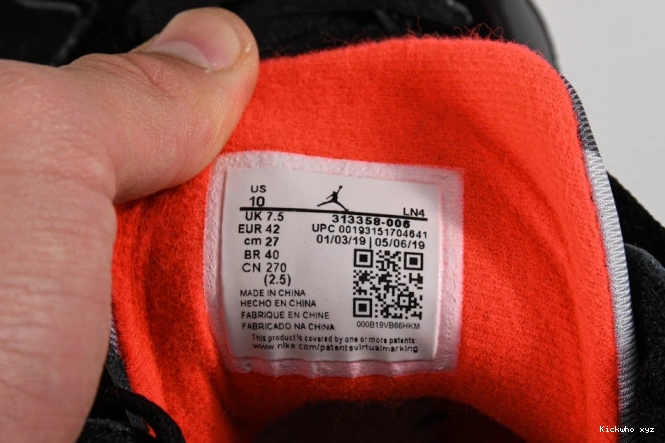 US
10
LN4
UK 7.5
313358-006
EUR 42
UPC 00193151704641
cm 27
01/03/19 | 05/06/19
BR 40
CN 270
(2.5)
MADE IN CHINA
HECHO EN CHINA
FABRIQUE EN CHINE
FABRICADO NA CHINA
000B19VB66HKM
This product is covered by one or more patents:
www.nike.com/patentsvirtualmarking
Kickwho xyz